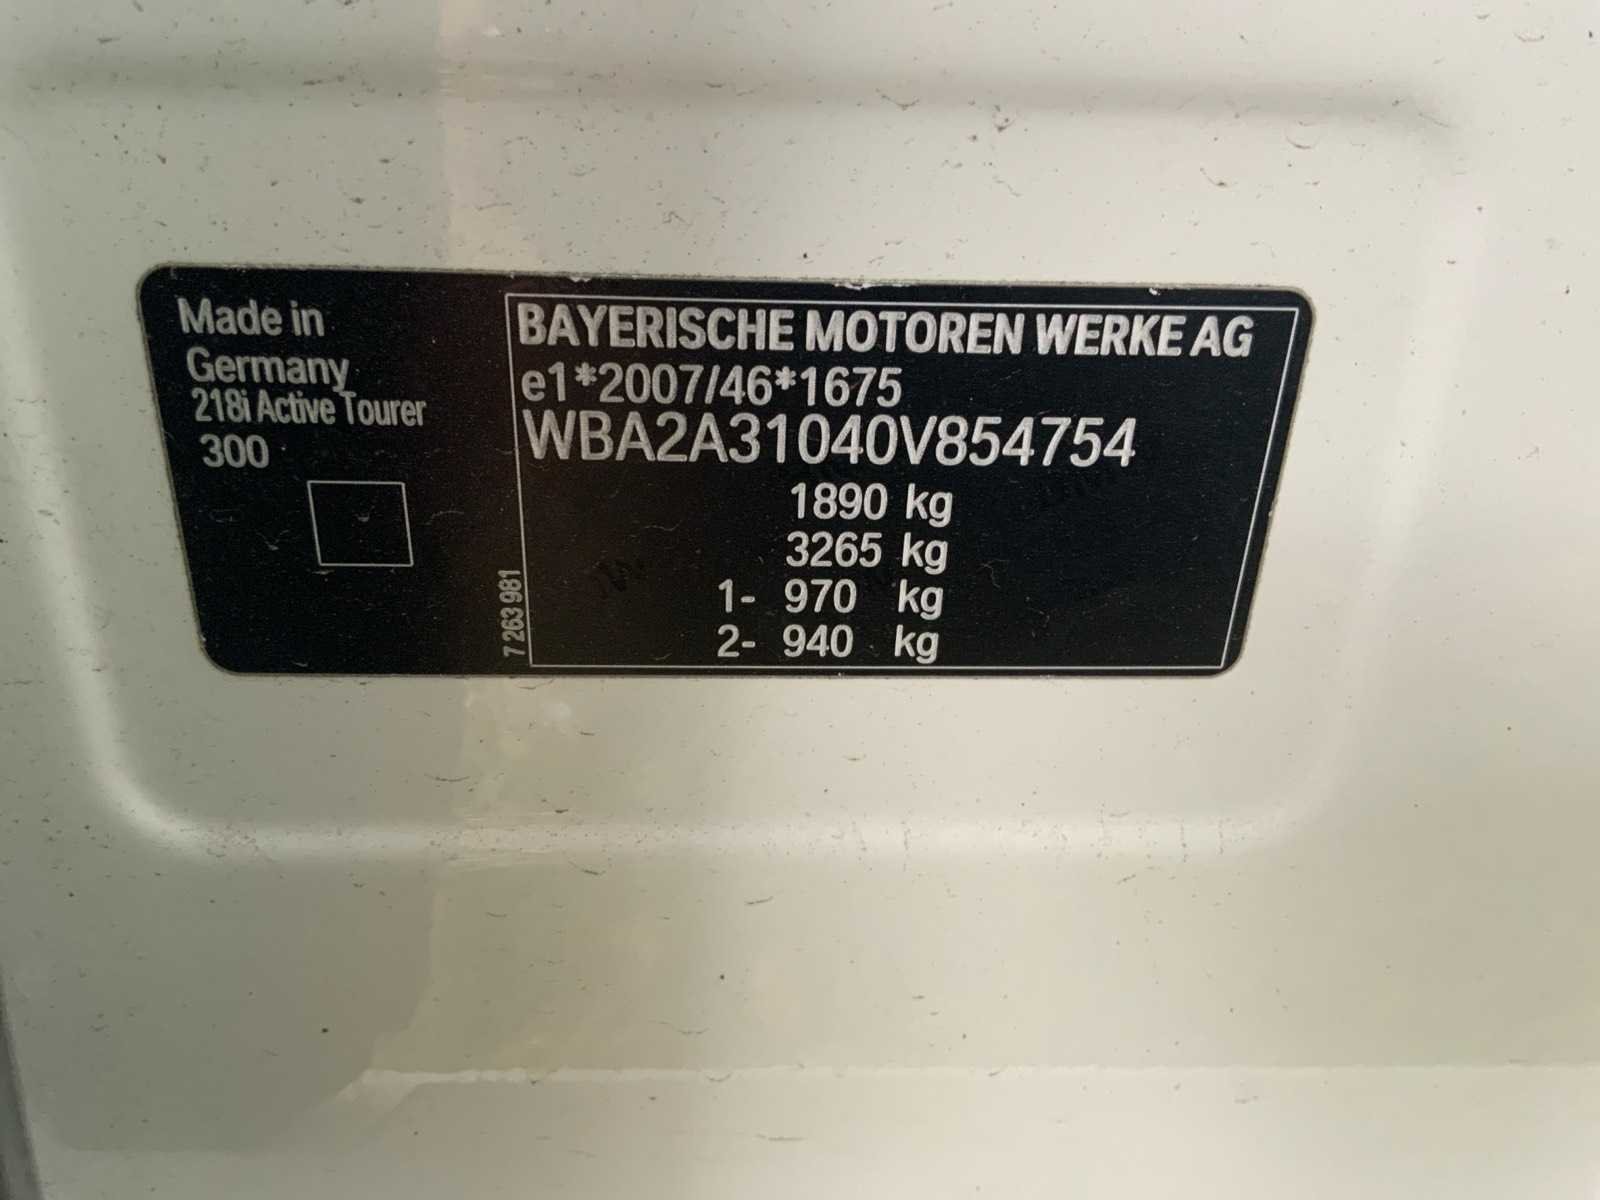 Made in
Germany
218i Active Tourer
300
7 263 981
BAYERISCHE MOTOREN WERKE AG
e1*2007/46*1675
WBA2A31040V854754
1890 kg
3265 kg
1- 970 kg
2- 940 kg